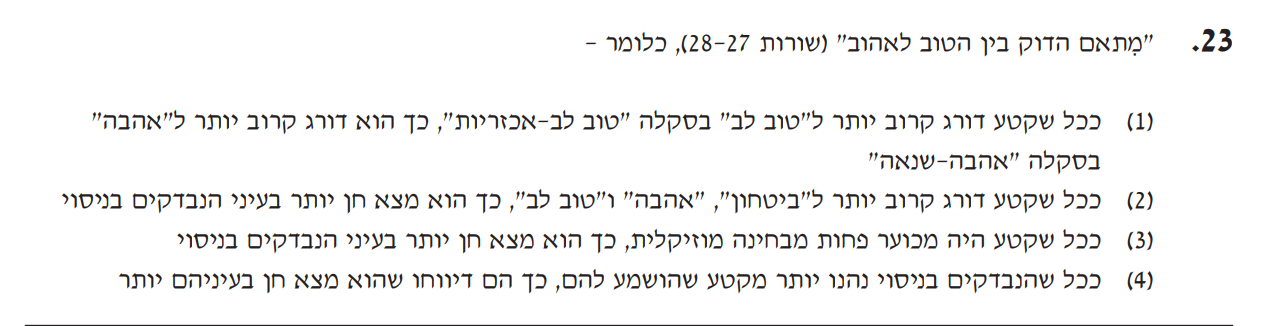 23. "מִתאם הדוק בין הטוב לאהוב" (שורות 28-27), כלומר –
(1) ככל שקטע דורג קרוב יותר ל"טוב לב" בסקלה "טוב לב-אכזריות", כך הוא דורג קרוב יותר ל"אהבה"
בסקלה "אהבה-שנאה"
(2) ככל שקטע דורג קרוב יותר ל"ביטחון", "אהבה" ו"טוב לב", כך הוא מצא חן יותר בעיני הנבדקים בניסוי
(3) ככל שקטע היה מכוער פחות מבחינה מוזיקלית, כך הוא מצא חן יותר בעיני הנבדקים בניסוי
(4) ככל שהנבדקים בניסוי נהנו יותר מקטע שהושמע להם, כך הם דיווחו שהוא מצא חן בעיניהם יותר